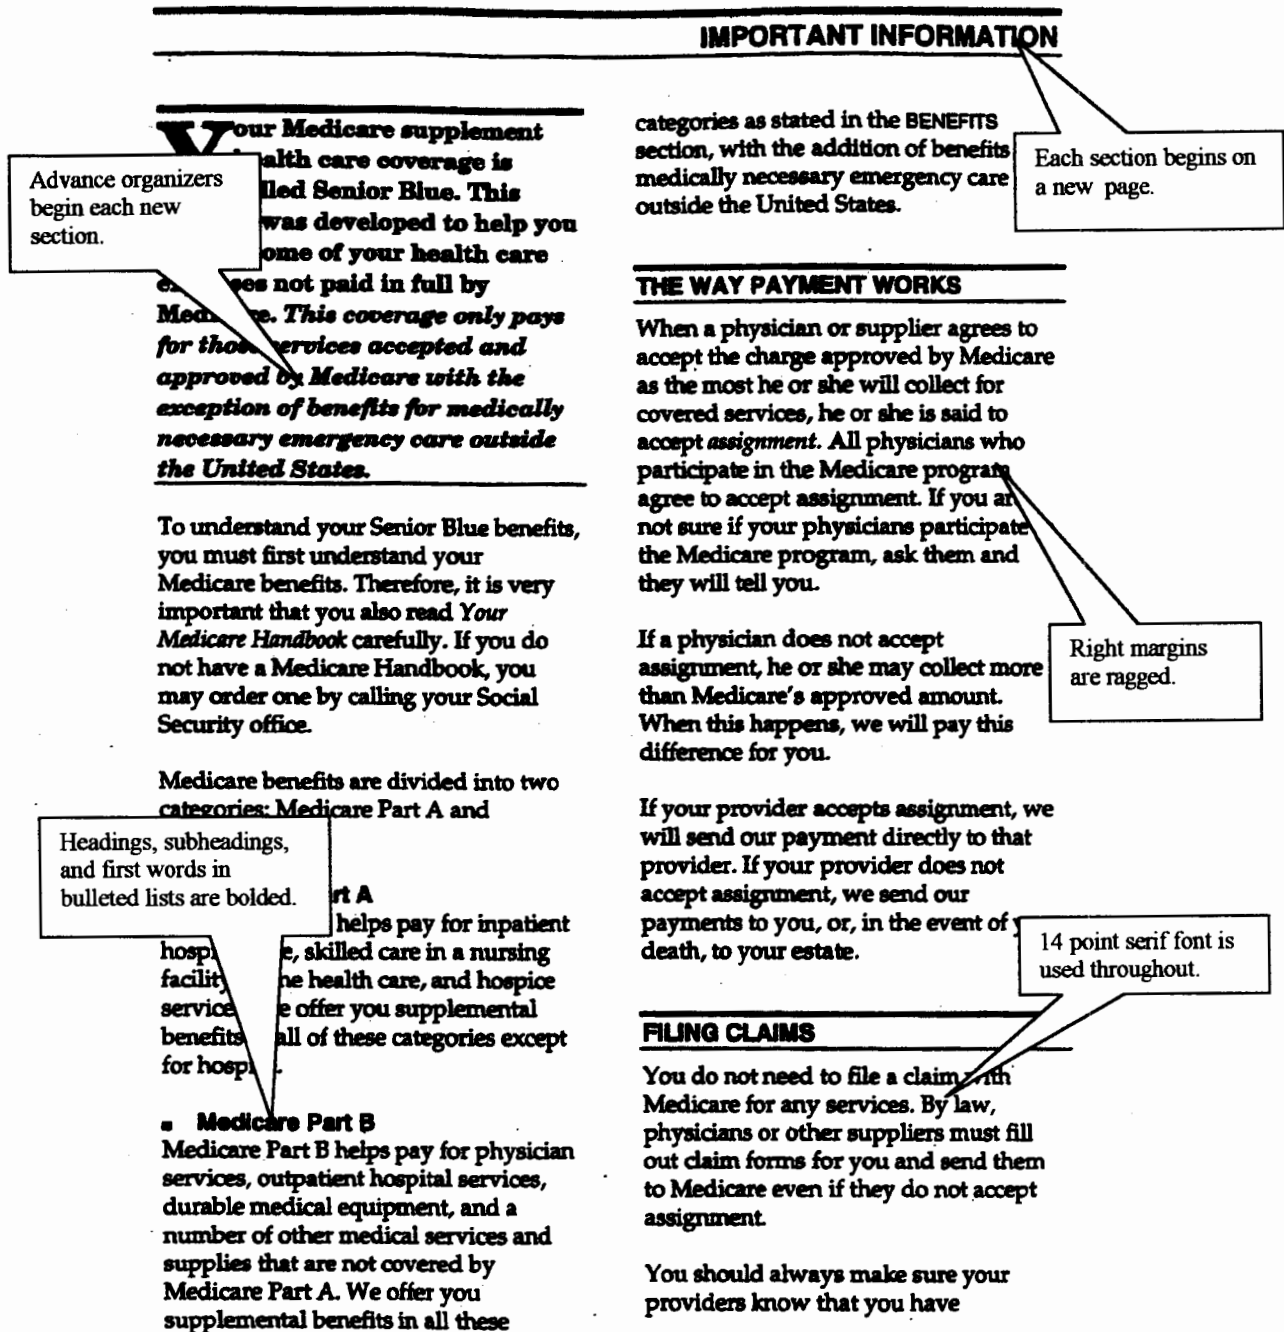 IMPORTANT INFORMATION
Your Medicare supplement
alth care coverage is
lled Senior Blue. This
was developed to help you
ome of your health care
es not paid in full by
Med e. This coverage only pays
for thos ervices accepted and
approved by Medicare with the
exception of benefits for medically
necessary emergency care outside
the United States.
Advance organizers
begin each new
section.
To understand your Senior Blue benefits,
you must first understand your
Medicare benefits. Therefore, it is very
important that you also read Your
Medicare Handbook carefully. If you do
not have a Medicare Handbook, you
may order one by calling your Social
Security office.
Medicare benefits are divided into two
categories: Medicare Part A and
Headings, subheadings,
and first words in
bulleted lists are bolded.
rt A
helps pay for inpatient
hosp e, skilled care in a nursing
facility he health care, and hospice
service e offer you supplemental
benefits all of these categories except
for hosp .
▪ Medicare Part B
Medicare Part B helps pay for physician
services, outpatient hospital services,
durable medical equipment, and a
number of other medical services and
supplies that are not covered by
Medicare Part A. We offer you
supplemental benefits in all these
categories as stated in the BENEFITS
section, with the addition of benefits
medically necessary emergency care
outside the United States.
Each section begins on
a new page.
THE WAY PAYMENT WORKS
When a physician or supplier agrees to
accept the charge approved by Medicare
as the most he or she will collect for
covered services, he or she is said to
accept assignment. All physicians who
participate in the Medicare program
agree to accept assignment. If you ar
not sure if your physicians participate
the Medicare program, ask them and
they will tell you.
Right margins
are ragged.
If a physician does not accept
assignment, he or she may collect more
than Medicare's approved amount.
When this happens, we will pay this
difference for you.
If your provider accepts assignment, we
will send our payment directly to that
provider. If your provider does not
accept assignment, we send our
payments to you, or, in the event of y
death, to your estate.
14 point serif font is
used throughout.
FILING CLAIMS
You do not need to file a claim with
Medicare for any services. By law,
physicians or other suppliers must fill
out claim forms for you and send them
to Medicare even if they do not accept
assignment.
You should always make sure your
providers know that you have